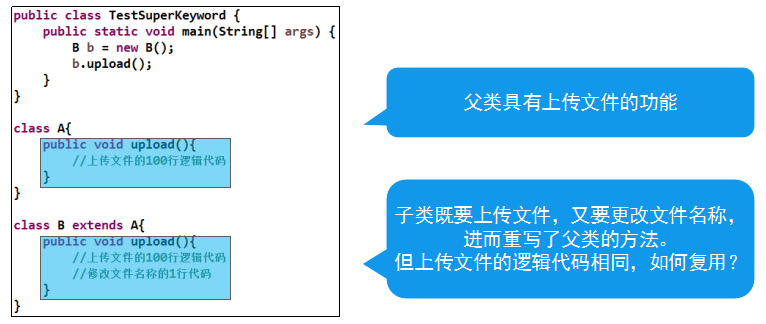 public class TestSuperKeyword {
    public static void main(String[] args) {
        B b = new B();
        b.upload();
    }
}
class A{
    public void upload(){
        //上传文件的100行逻辑代码
    }
}
class B extends A{
    public void upload(){
        //上传文件的100行逻辑代码
        //修改文件名称的1行代码
    }
}
父类具有上传文件的功能
子类既要上传文件，又要更改文件名称，
进而重写了父类的方法。
但上传文件的逻辑代码相同，如何复用？